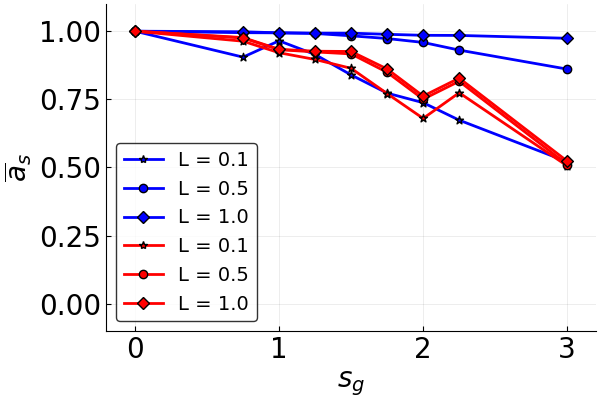 1.00
0.75
0.50
0.25
0.00
a̅ₛ
L = 0.1
L = 0.5
L = 1.0
L = 0.1
L = 0.5
L = 1.0
0 1 2 3
s_g